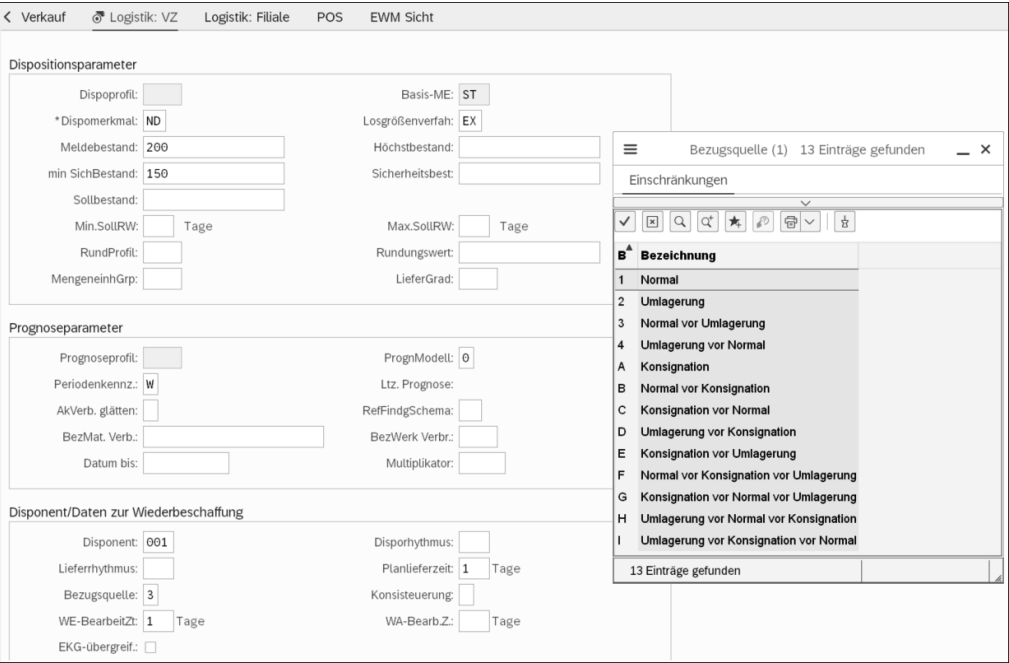 Verkauf Logistik: VZ Logistik: Filiale POS EWM Sicht
Dispositionsparameter
Dispoprofil: Basis-ME: ST
*Dispomerkmal: ND Losgrößenverfah: EX
Meldebestand: 200 Höchstbestand:
min SichBestand: 150 Sicherheitsbest:
Sollbestand:
Min.SollRW: Tage Max.SollRW: Tage
RundProfil: Rundungswert:
MengeneinhGrp: LieferGrad:
Prognoseparameter
Prognoseprofil: PrognModell: 0
Periodenkennz.: W Ltz. Prognose:
AkVerb. glätten: RefFindgSchema:
BezMat. Verb.: BezWerk Verbr.:
Datum bis: Multiplikator:
Disponent/Daten zur Wiederbeschaffung
Disponent: 001 Disporhythmus:
Lieferrhythmus: Planlieferzeit: 1 Tage
Bezugsquelle: 3 Konsisteuerung:
WE-BearbeitZt: 1 Tage WA-Bearb.Z.: Tage
EKG-übergreif.:
Bezugsquelle (1) 13 Einträge gefunden
Einschränkungen
B Bezeichnung
1 Normal
2 Umlagerung
3 Normal vor Umlagerung
4 Umlagerung vor Normal
A Konsignation
B Normal vor Konsignation
C Konsignation vor Normal
D Umlagerung vor Konsignation
E Konsignation vor Umlagerung
F Normal vor Konsignation vor Umlagerung
G Konsignation vor Normal vor Umlagerung
H Umlagerung vor Normal vor Konsignation
I Umlagerung vor Konsignation vor Normal
13 Einträge gefunden